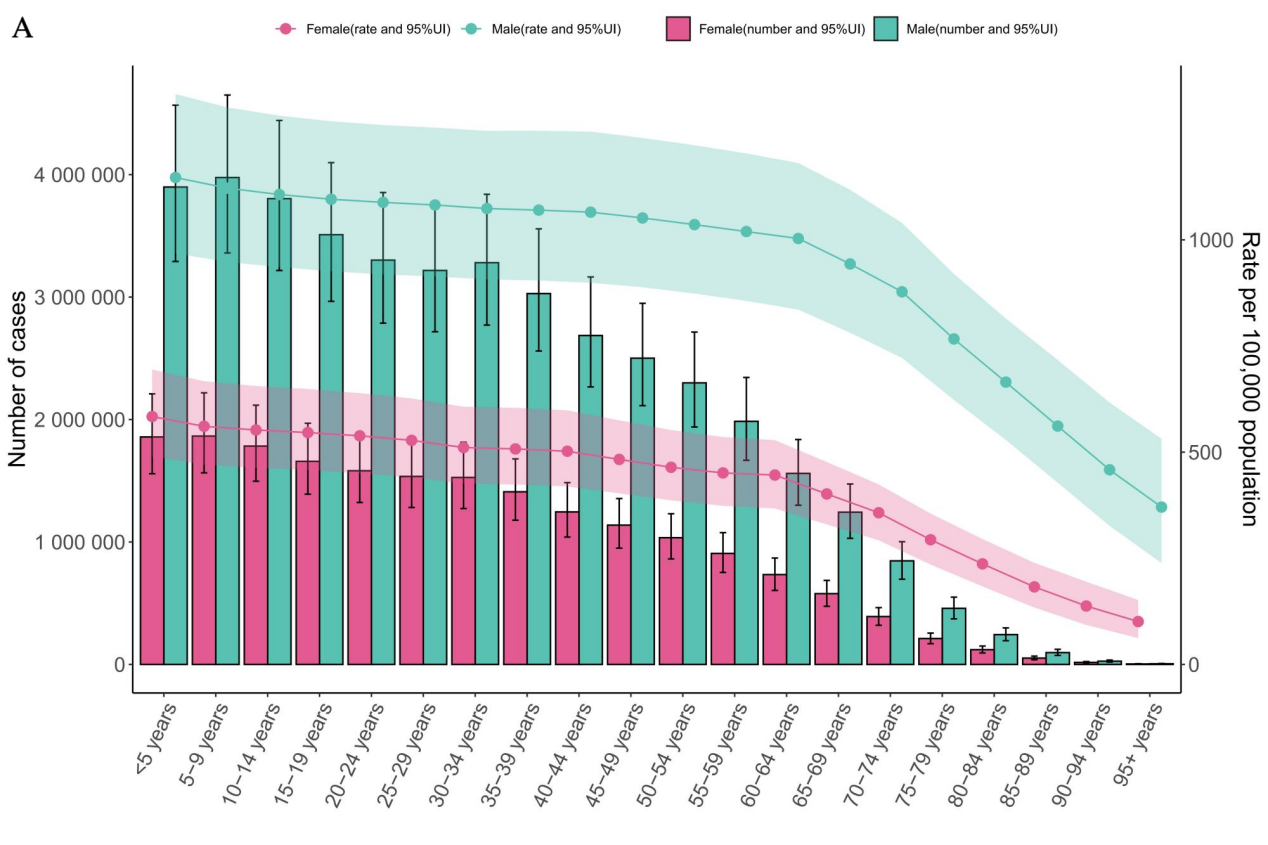 A
Female(rate and 95%UI) Male(rate and 95%UI) Female(number and 95%UI) Male(number and 95%UI)
Number of cases
4 000 000
3 000 000
2 000 000
1 000 000
0
1000
500
0
Rate per 100,000 population
<5 years
5−9 years
10−14 years
15−19 years
20−24 years
25−29 years
30−34 years
35−39 years
40−44 years
45−49 years
50−54 years
55−59 years
60−64 years
65−69 years
70−74 years
75−79 years
80−84 years
85−89 years
90−94 years
95+ years